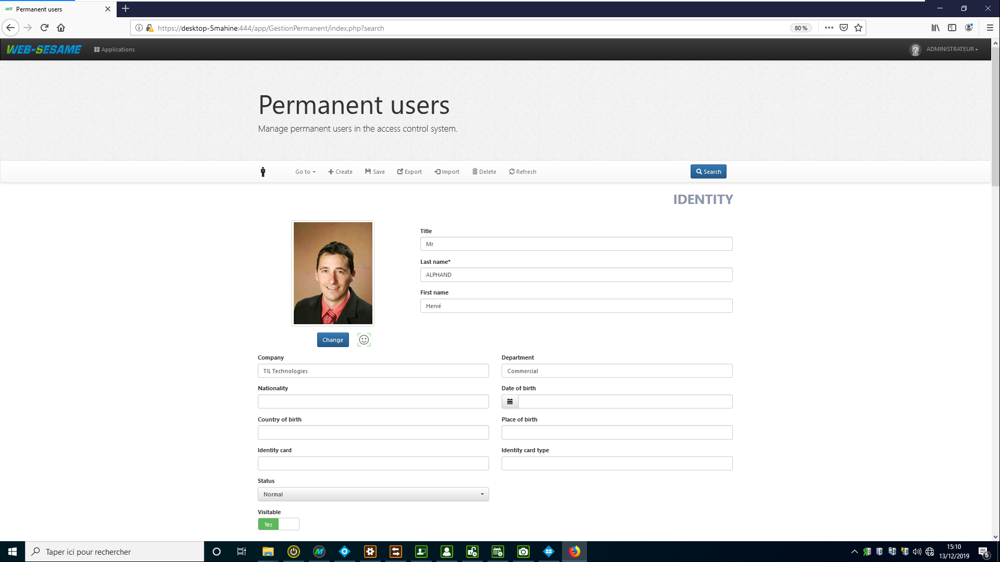 Permanent users
https://desktop-5mahine:444/app/GestionPermanent/index.php?search
80 %
WEB-SESAME
Applications
ADMINISTRATEUR
Permanent users
Manage permanent users in the access control system.
Go to
Create
Save
Export
Import
Delete
Refresh
Search
IDENTITY
Title
Mr
Last name*
ALPHAND
First name
Hervé
Change
Company
Department
TIL Technologies
Commercial
Nationality
Date of birth
Country of birth
Place of birth
Identity card
Identity card type
Status
Normal
Visitable
Yes
Taper ici pour rechercher
15:10
13/12/2019
6